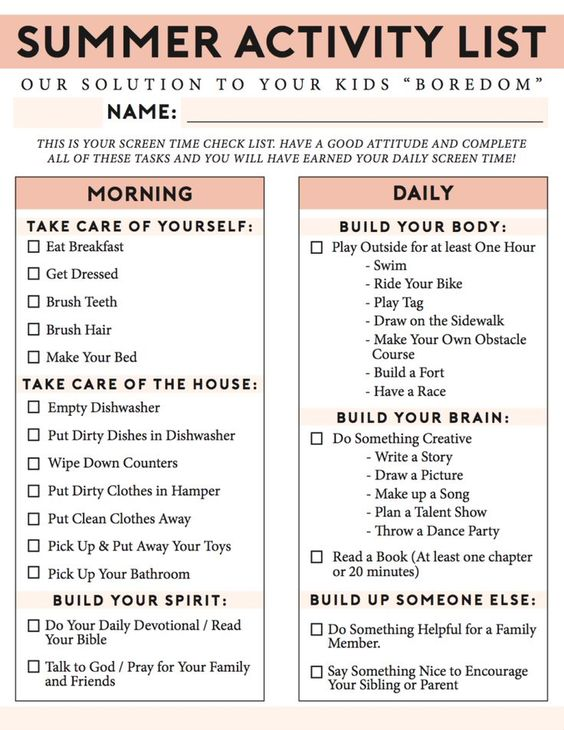 SUMMER ACTIVITY LIST
OUR SOLUTION TO YOUR KIDS “BOREDOM”
NAME:
THIS IS YOUR SCREEN TIME CHECK LIST. HAVE A GOOD ATTITUDE AND COMPLETE
ALL OF THESE TASKS AND YOU WILL HAVE EARNED YOUR DAILY SCREEN TIME!
MORNING
TAKE CARE OF YOURSELF:
Eat Breakfast
Get Dressed
Brush Teeth
Brush Hair
Make Your Bed
TAKE CARE OF THE HOUSE:
Empty Dishwasher
Put Dirty Dishes in Dishwasher
Wipe Down Counters
Put Dirty Clothes in Hamper
Put Clean Clothes Away
Pick Up & Put Away Your Toys
Pick Up Your Bathroom
BUILD YOUR SPIRIT:
Do Your Daily Devotional / Read
Your Bible
Talk to God / Pray for Your Family
and Friends
DAILY
BUILD YOUR BODY:
Play Outside for at least One Hour
- Swim
- Ride Your Bike
- Play Tag
- Draw on the Sidewalk
- Make Your Own Obstacle
Course
- Build a Fort
- Have a Race
BUILD YOUR BRAIN:
Do Something Creative
- Write a Story
- Draw a Picture
- Make up a Song
- Plan a Talent Show
- Throw a Dance Party
Read a Book (At least one chapter
or 20 minutes)
BUILD UP SOMEONE ELSE:
Do Something Helpful for a Family
Member.
Say Something Nice to Encourage
Your Sibling or Parent